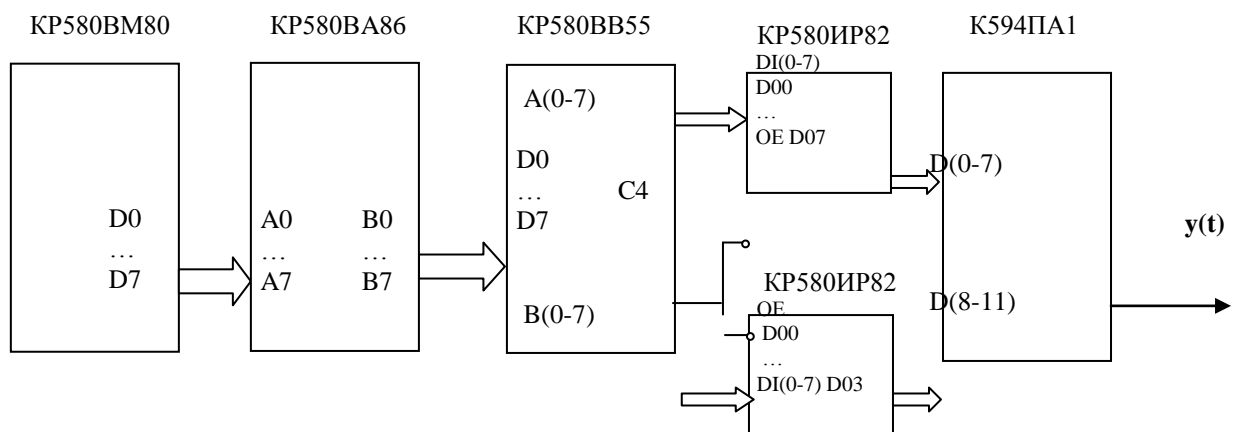 КР580ВМ80
КР580ВА86
КР580ВВ55
КР580ИР82
К594ПА1
D0
…
D7
A0
…
A7
B0
…
B7
A(0-7)
D0
…
D7
C4
B(0-7)
DI(0-7)
D00
…
OE D07
КР580ИР82
OE
D00
…
DI(0-7) D03
D(0-7)
D(8-11)
y(t)